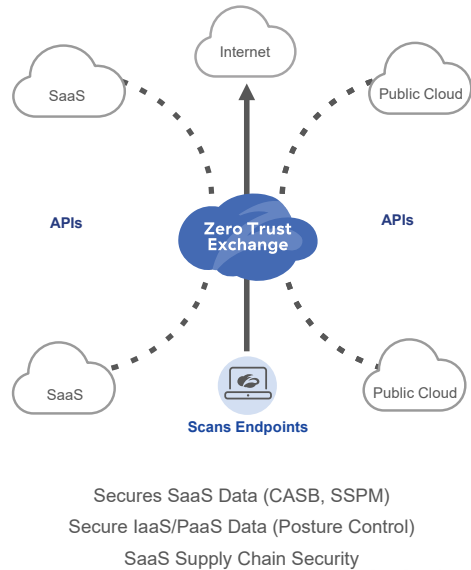 Internet
SaaS
Public Cloud
APIs
APIs
Zero Trust
Exchange
SaaS
Public Cloud
Scans Endpoints
Secures SaaS Data (CASB, SSPM)
Secure IaaS/PaaS Data (Posture Control)
SaaS Supply Chain Security